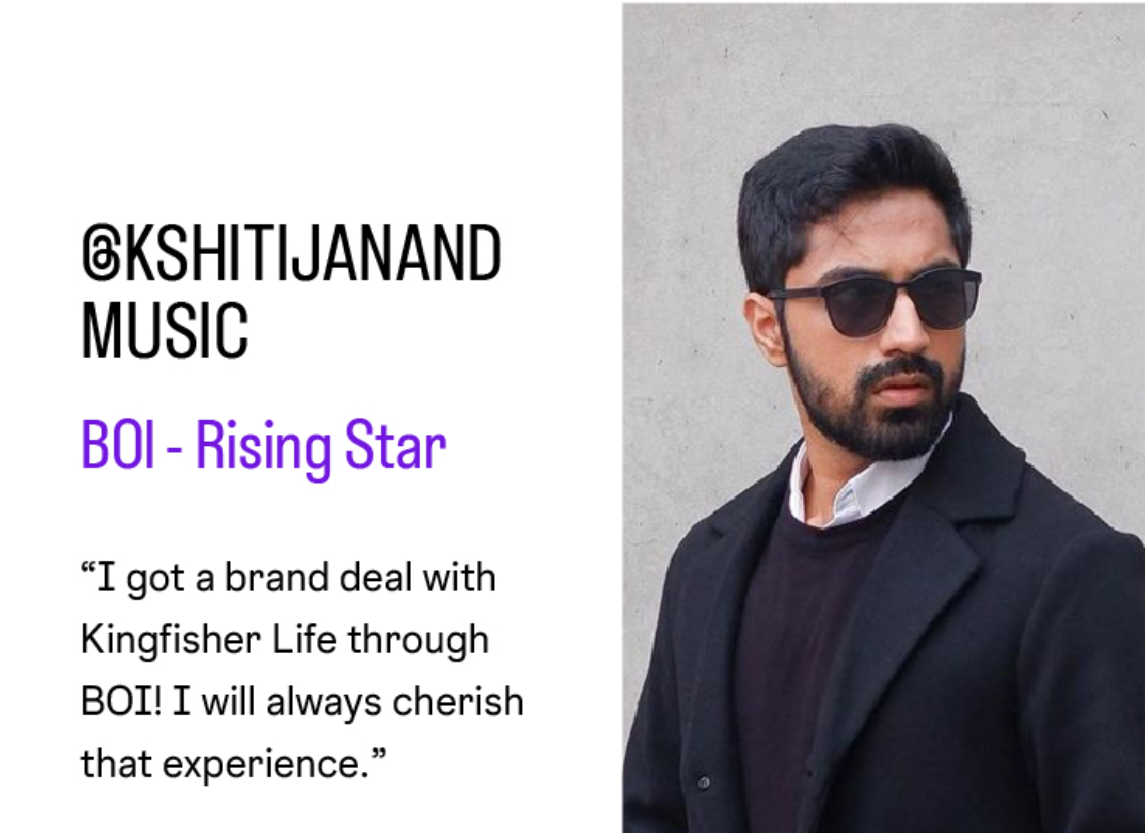 @KSHITIJANAND
MUSIC
BOI - Rising Star
“I got a brand deal with
Kingfisher Life through
BOI! I will always cherish
that experience.”